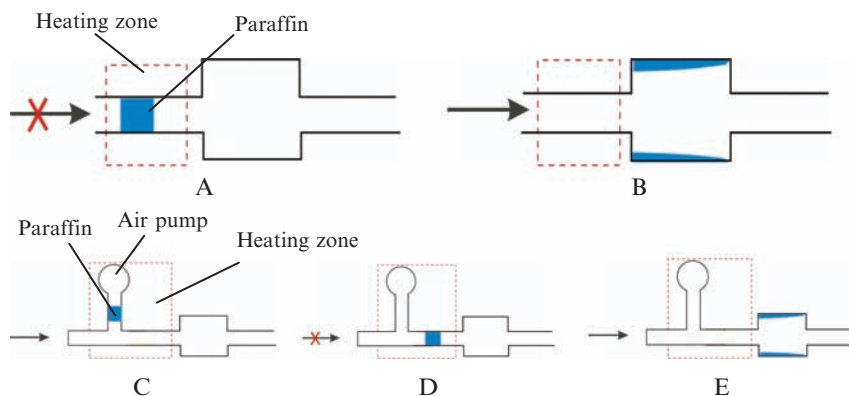 Heating zone
Paraffin
A
B
Paraffin
Air pump
Heating zone
C
D
E